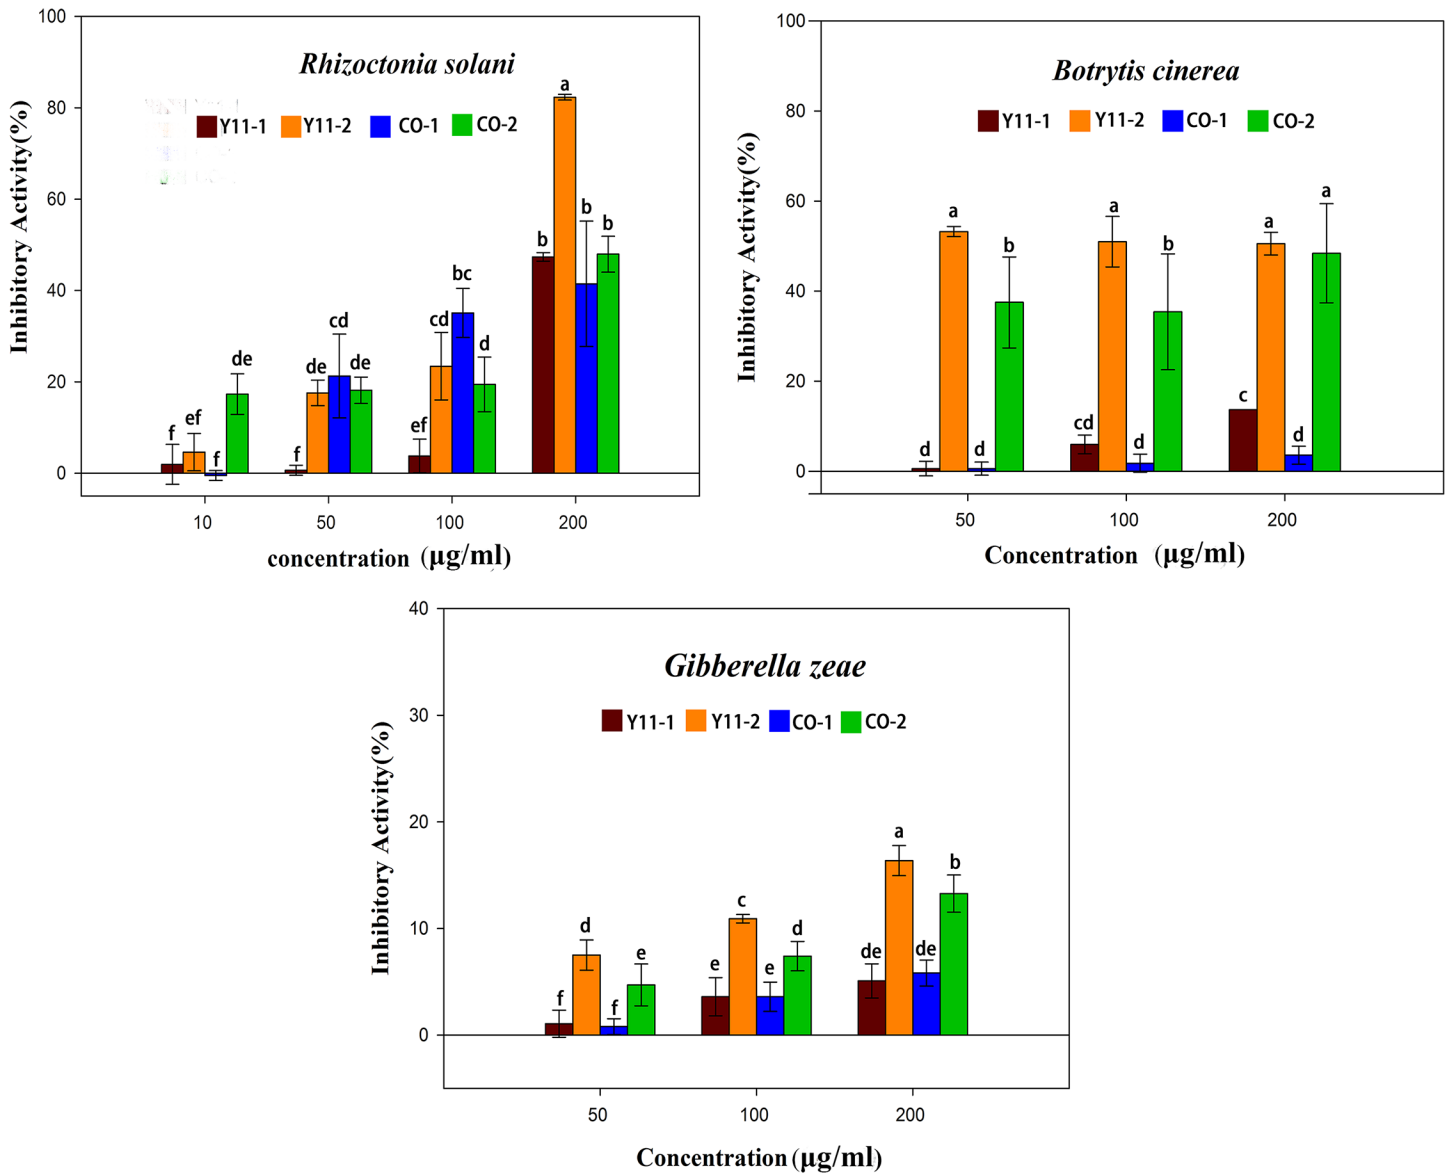 Rhizoctonia solani
Y11-1 Y11-2 CO-1 CO-2
Inhibitory Activity(%)
100
80
60
40
20
0
f ef f de
f de cd de
ef cd bc d
b a b b
10 50 100 200
concentration (μg/ml)
Botrytis cinerea
Y11-1 Y11-2 CO-1 CO-2
Inhibitory Activity(%)
100
80
60
40
20
0
d a d b
cd a d b
c a d a
50 100 200
Concentration (μg/ml)
Gibberella zeae
Y11-1 Y11-2 CO-1 CO-2
Inhibitory Activity(%)
40
30
20
10
0
f d f e
e c e d
de a de b
50 100 200
Concentration (μg/ml)